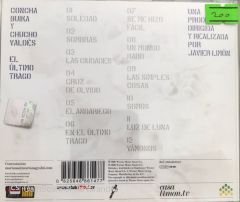 CONCHA
BUIKA
Y
CHUCHO
VALDÉS
EL
ÚLTIMO
TRAGO
01
SOLEDAD
02
SOMBRAS
03
LAS CIUDADES
04
CRUZ
DE OLVIDO
05
EL ANDARIEGO
06
EN EL ÚLTIMO
TRAGO
07
SE ME HIZO
FÁCIL
08
UN MUNDO
RARO
09
LAS SIMPLES
COSAS
10
SOMOS
11
LUZ DE LUNA
12
VÁMONOS
UNA
PRODUCCIÓN
DIRIGIDA
Y REALIZADA
POR
JAVIER LIMÓN
200
casa
limon.tv